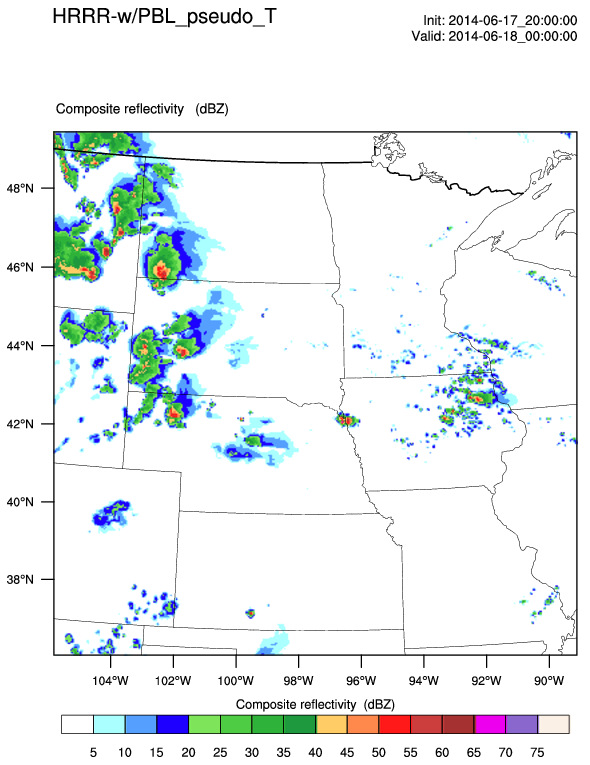 HRRR-w/PBL_pseudo_T
Init: 2014-06-17_20:00:00
Valid: 2014-06-18_00:00:00
Composite reflectivity (dBZ)
48°N
46°N
44°N
42°N
40°N
38°N
104°W 102°W 100°W 98°W 96°W 94°W 92°W 90°W
Composite reflectivity (dBZ)
5 10 15 20 25 30 35 40 45 50 55 60 65 70 75